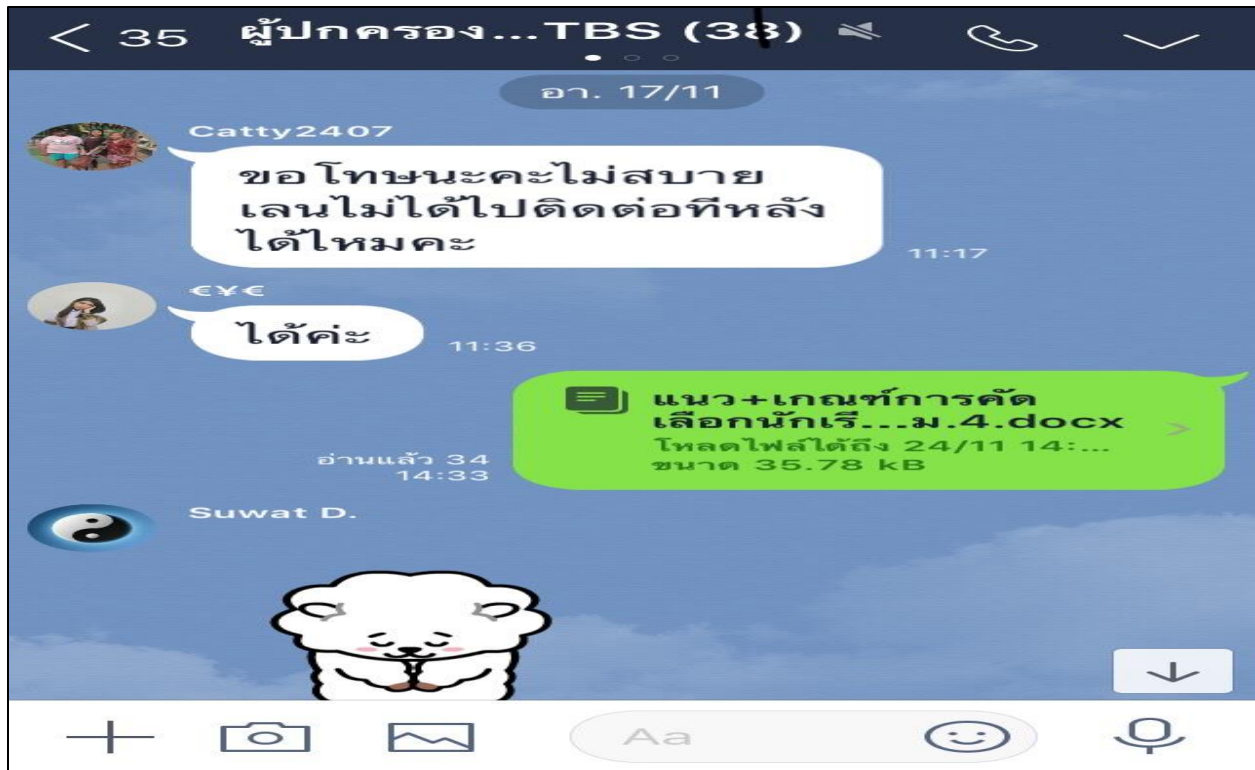 35 ผู้ปกครอง...TBS (38)
อา. 17/11
Catty2407
ขอโทษนะคะไม่สบาย
เลนไม่ได้ไปติดต่อทีหลัง
ได้ไหมคะ
11:17
€¥€
ได้ค่ะ
11:36
แนว+เกณฑ์การคัด
เลือกนักเรี...ม.4.docx
โหลดไฟล์ได้ถึง 24/11 14:...
ขนาด 35.78 kB
อ่านแล้ว 34
14:33
Suwat D.
Aa